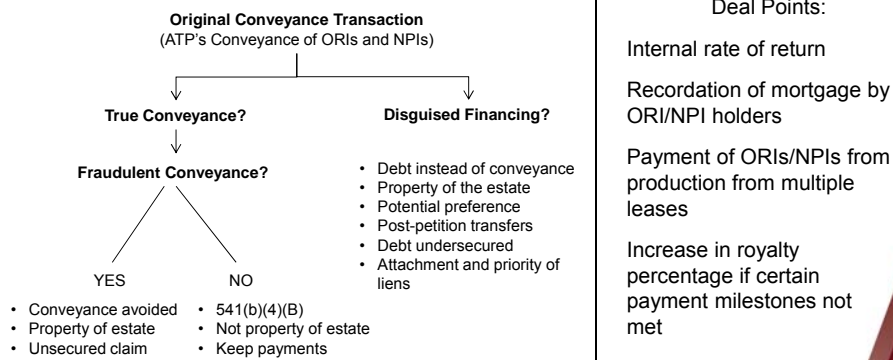 Original Conveyance Transaction
(ATP's Conveyance of ORIs and NPIs)
True Conveyance?
Disguised Financing?
Fraudulent Conveyance?
• Debt instead of conveyance
• Property of the estate
• Potential preference
• Post-petition transfers
• Debt undersecured
• Attachment and priority of
liens
YES
NO
• Conveyance avoided
• Property of estate
• Unsecured claim
• 541(b)(4)(B)
• Not property of estate
• Keep payments
Deal Points:
Internal rate of return
Recordation of mortgage by
ORI/NPI holders
Payment of ORIs/NPIs from
production from multiple
leases
Increase in royalty
percentage if certain
payment milestones not
met